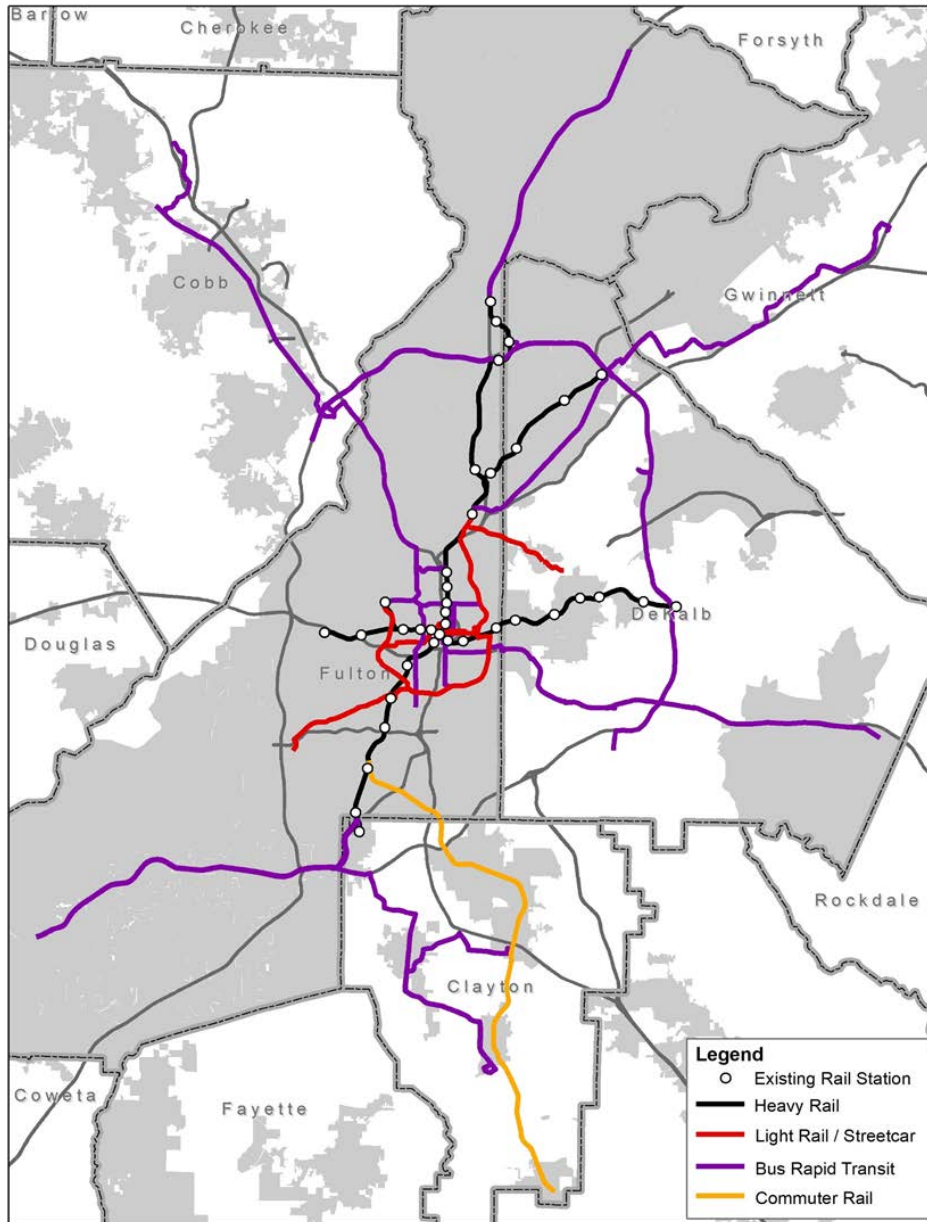 Bartow
Cherokee
Forsyth
Cobb
Gwinnett
Douglas
DeKalb
Fulton
Rockdale
Clayton
Coweta
Fayette
Legend
Existing Rail Station
Heavy Rail
Light Rail / Streetcar
Bus Rapid Transit
Commuter Rail